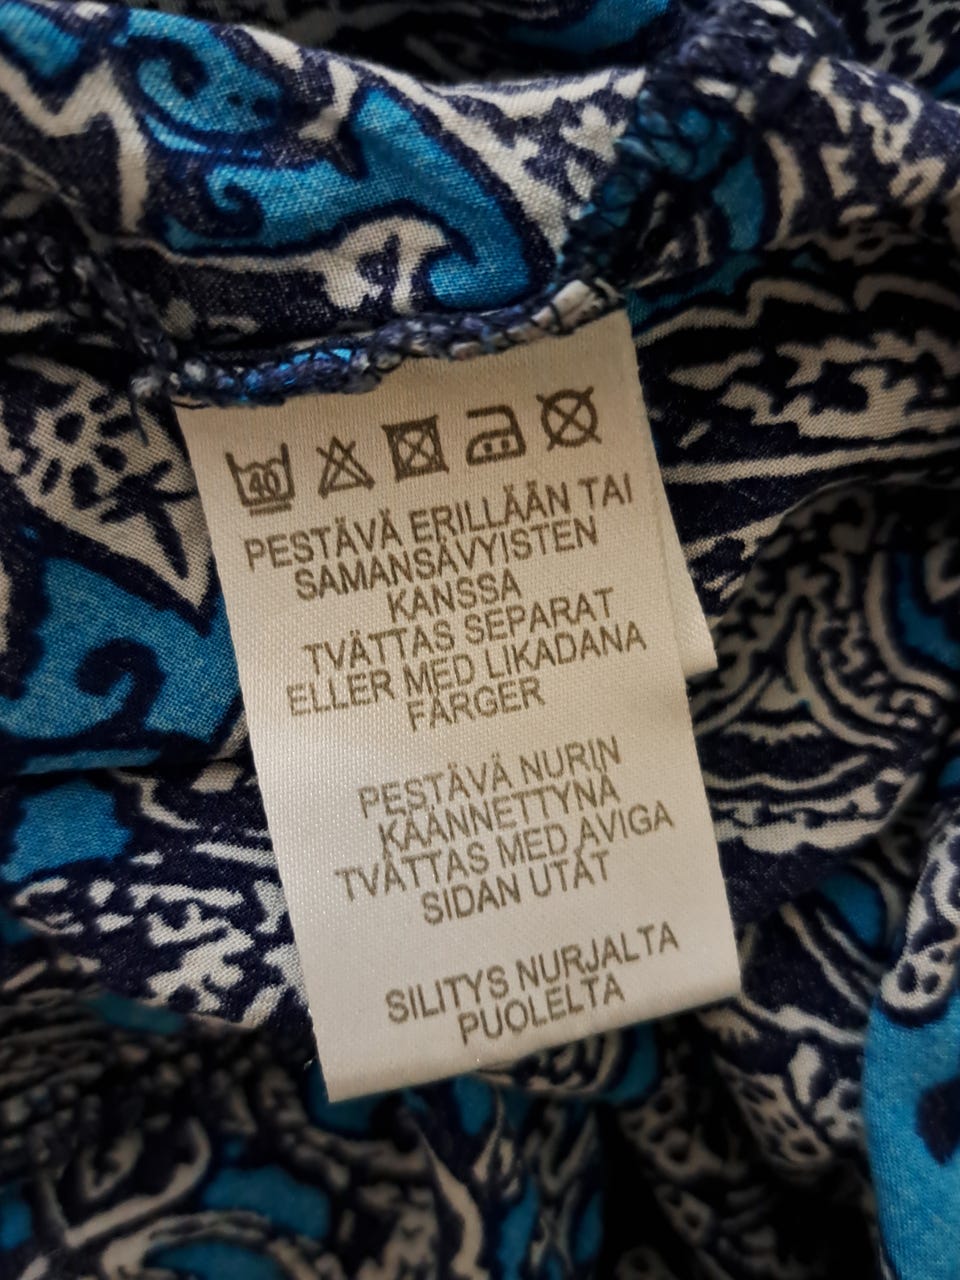 40
PESTÄVÄ ERILLÄÄN TAI
SAMANSÄVYISTEN
KANSSA
TVÄTTAS SEPARAT
ELLER MED LIKADANA
FÄRGER
PESTÄVÄ NURIN
KÄÄNNETTYNÄ
TVÄTTAS MED AVIGA
SIDAN UTÅT
SILITYS NURJALTA
PUOLELTA